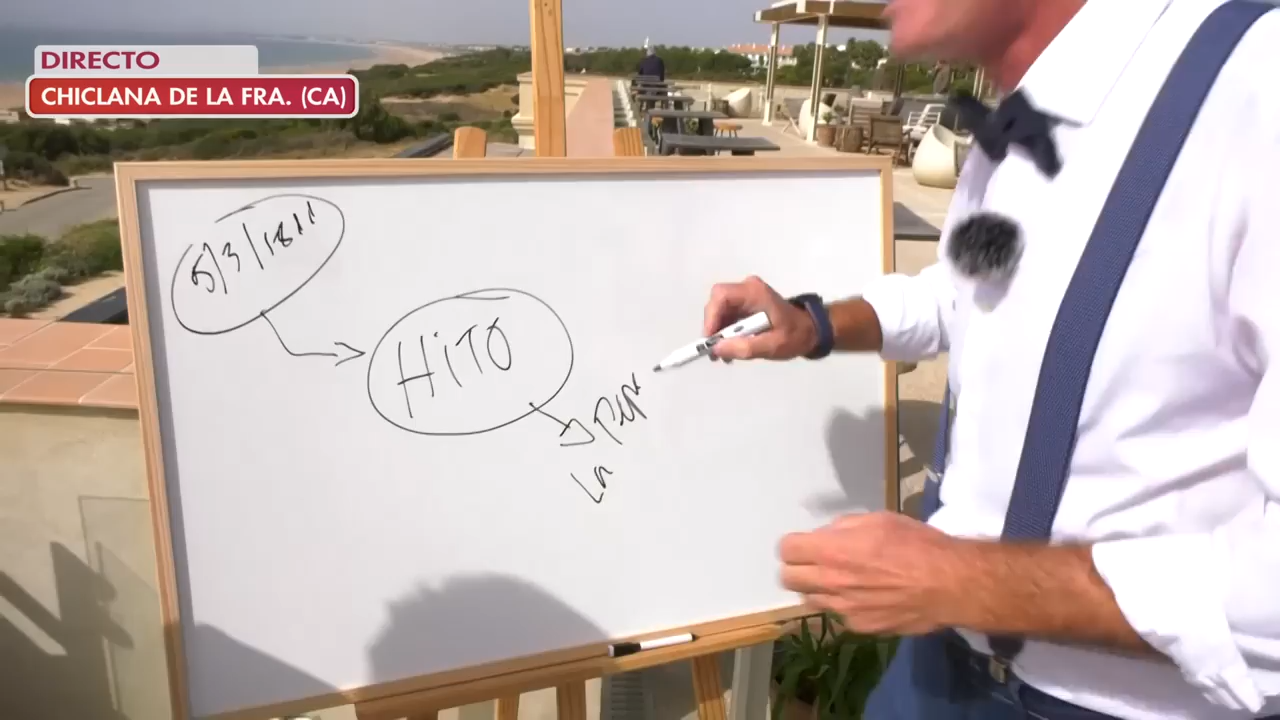 DIRECTO
CHICLANA DE LA FRA. (CA)
5/3/1811
HiTO
La